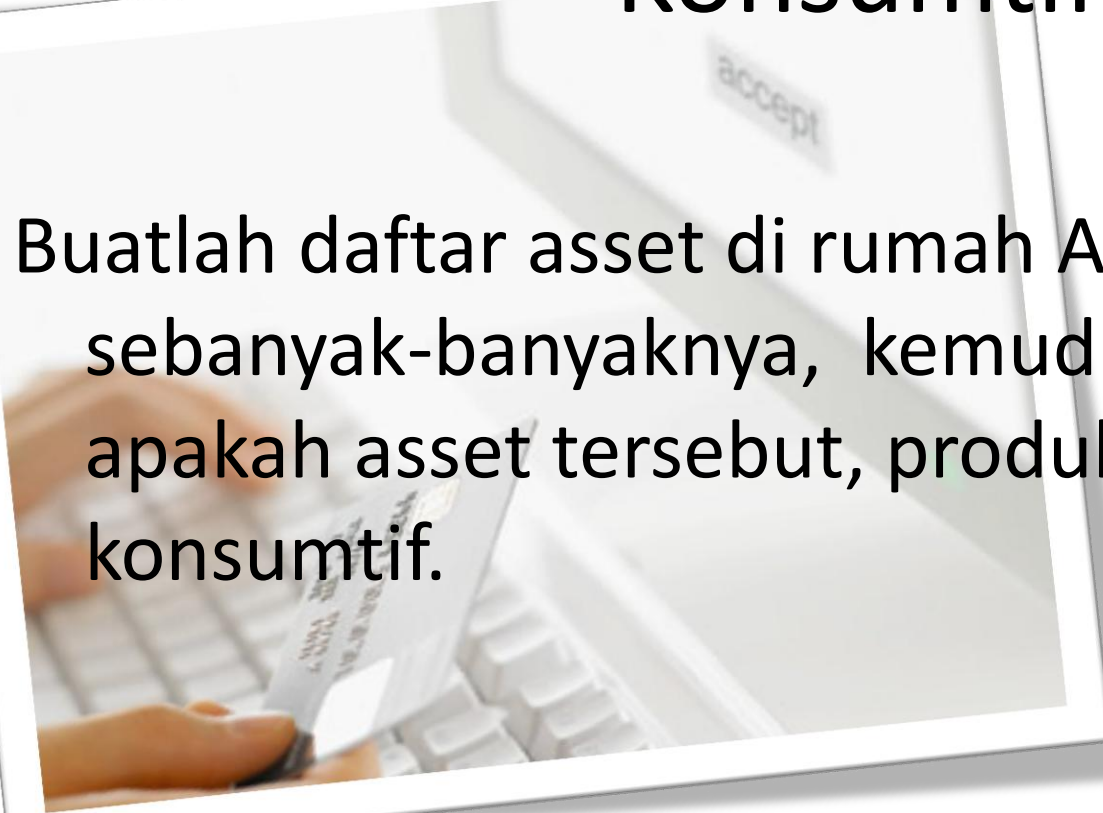 accept
Buatlah daftar asset di rumah A
sebanyak-banyaknya, kemud
apakah asset tersebut, produk
konsumtif.